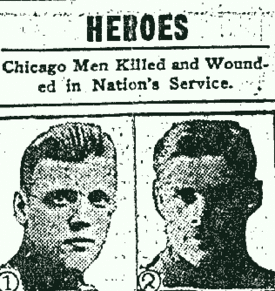 HEROES
Chicago Men Killed and Wound-
ed in Nation's Service.
1 2